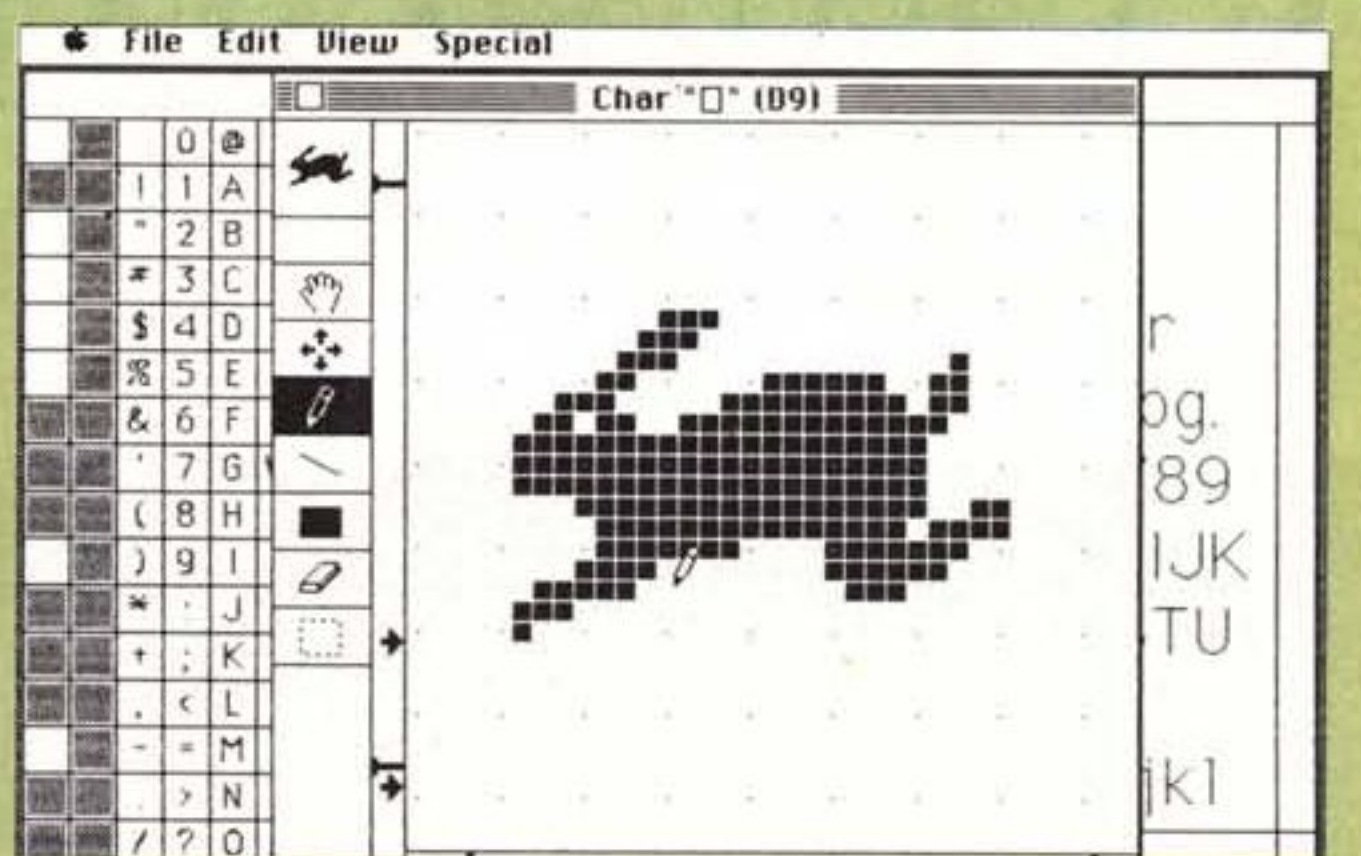 File Edit View Special
Char "▯" (D9)
0 @
! 1 A
" 2 B
# 3 C
$ 4 D
% 5 E
& 6 F
' 7 G
( 8 H
) 9 I
* : J
+ ; K
, < L
- = M
. > N
/ ? O
r
og.
89
IJK
TU
jkl